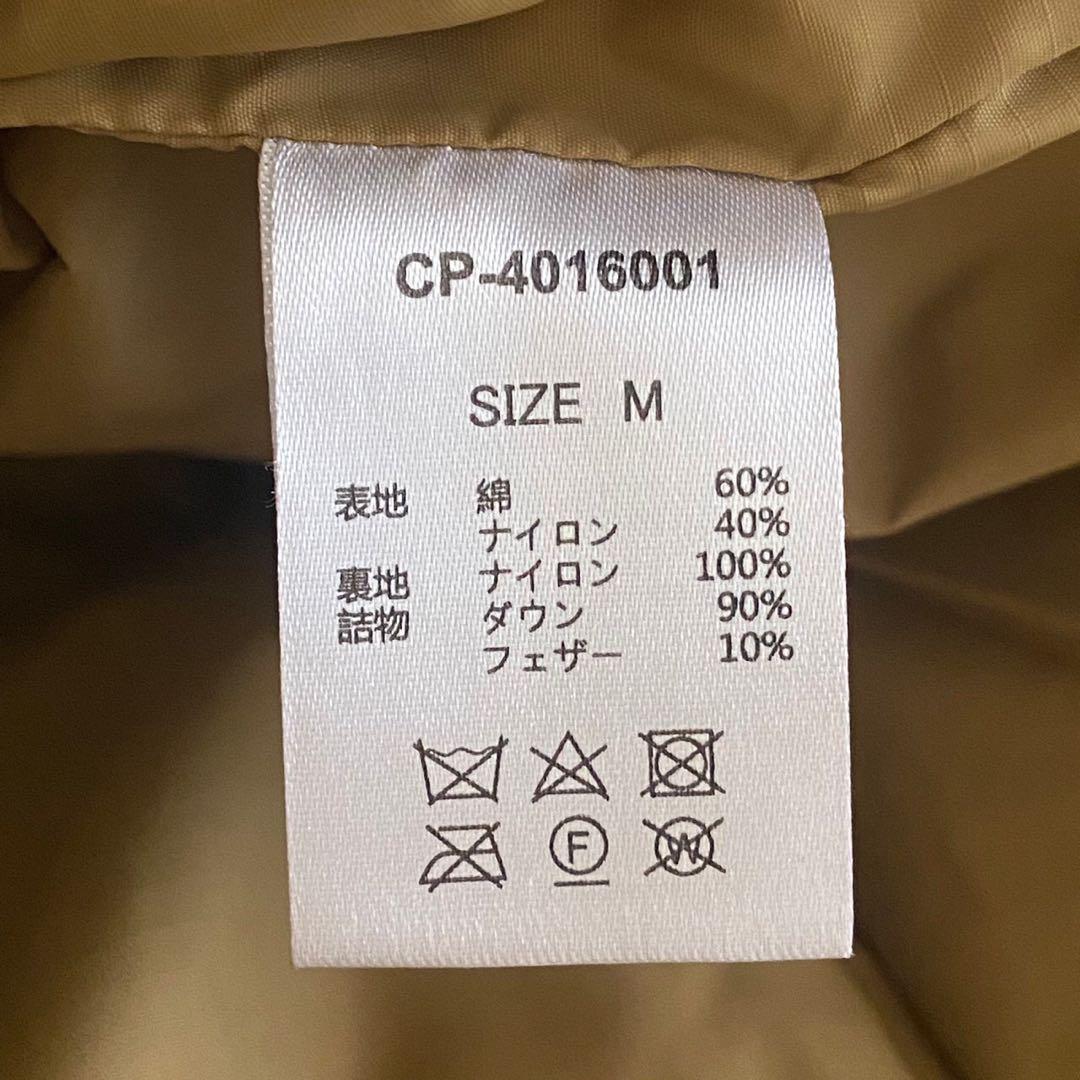 CP-4016001
SIZE M
表地 綿 60%
ナイロン 40%
裏地 ナイロン 100%
詰物 ダウン 90%
フェザー 10%
F W